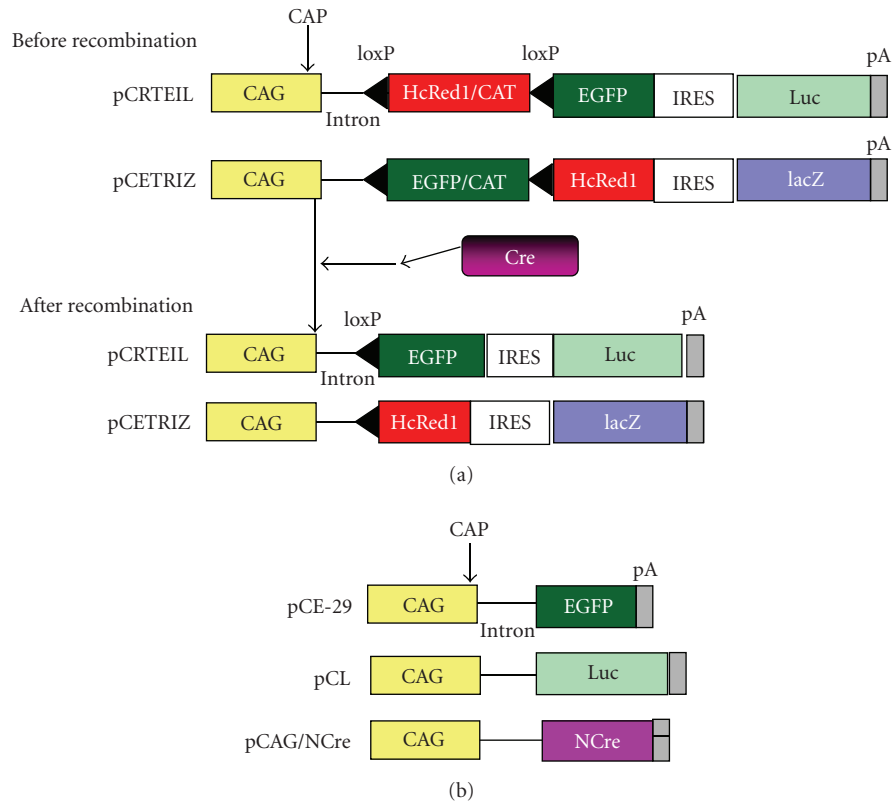 CAP
Before recombination
loxP loxP pA
pCRTEIL CAG HcRed1/CAT EGFP IRES Luc
Intron
pA
pCETRIZ CAG EGFP/CAT HcRed1 IRES lacZ
Cre
After recombination
loxP pA
pCRTEIL CAG EGFP IRES Luc
Intron
pCETRIZ CAG HcRed1 IRES lacZ
(a)
CAP
pA
pCE-29 CAG EGFP
Intron
pCL CAG Luc
pCAG/NCre CAG NCre
(b)